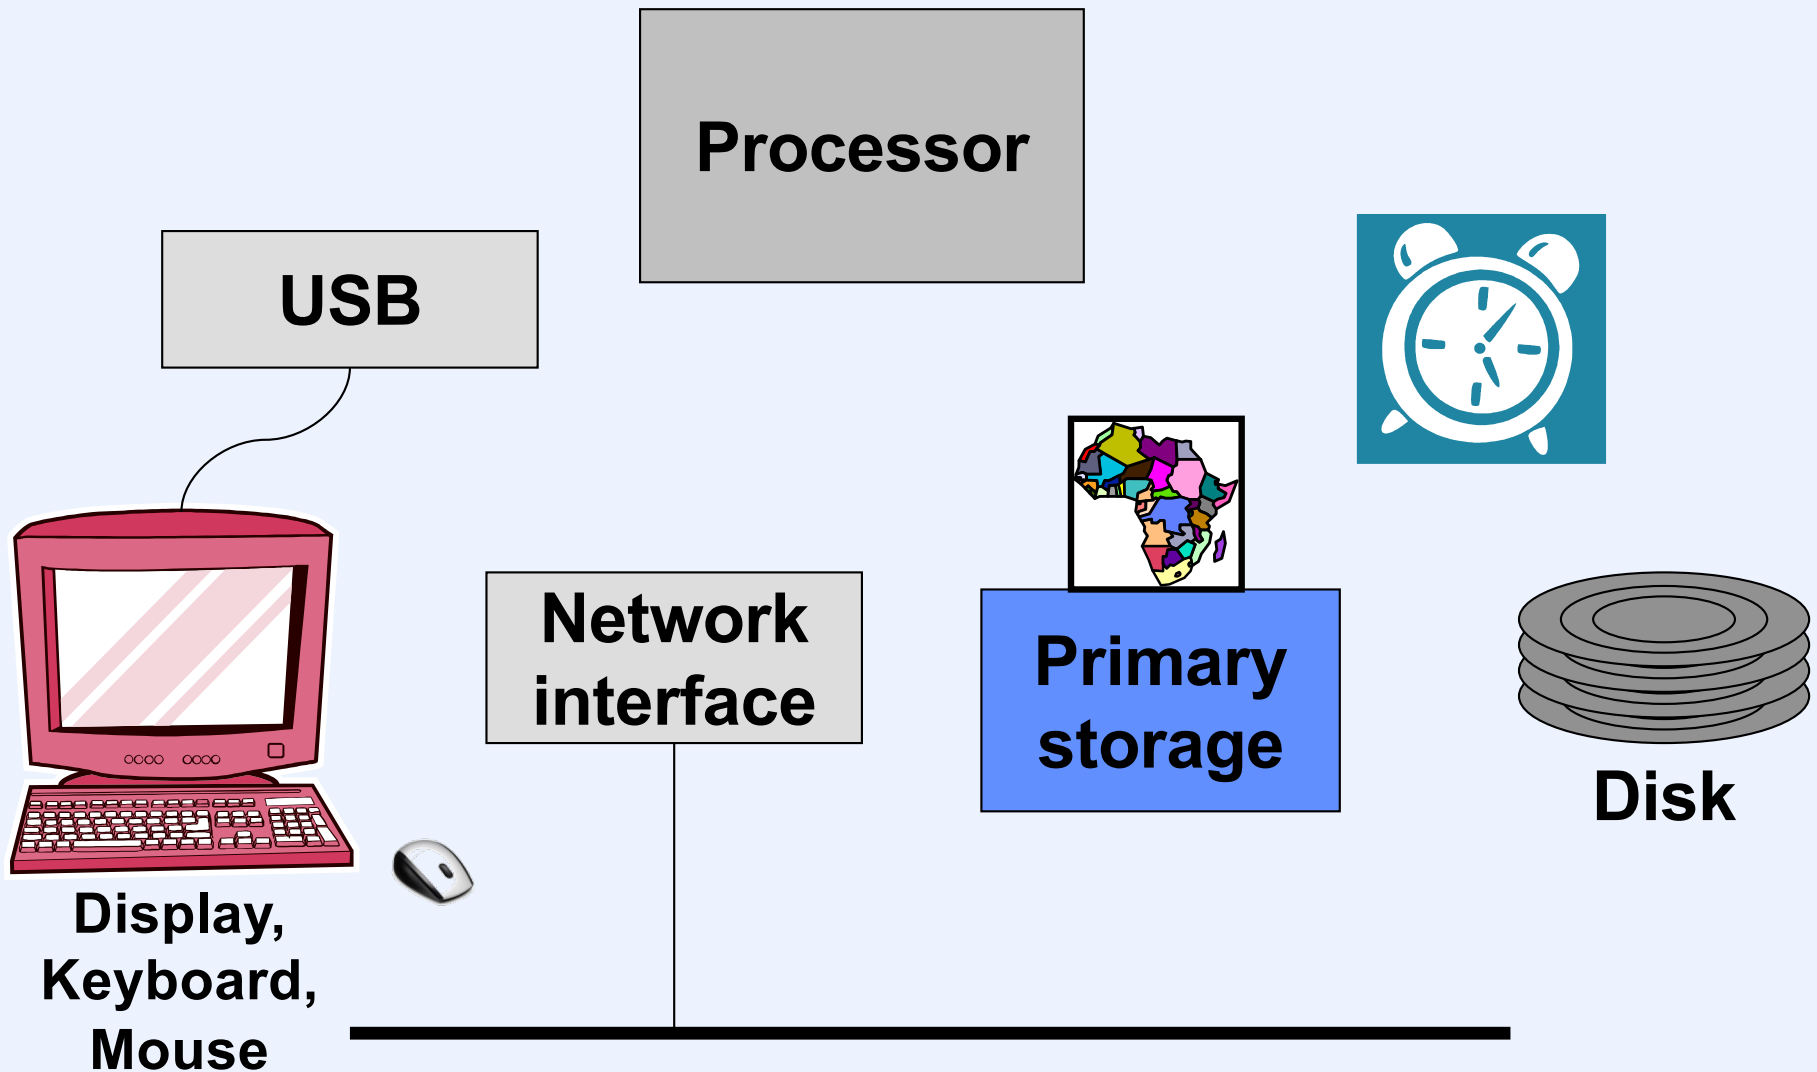 Processor
USB
Network
interface
Primary
storage
Disk
Display,
Keyboard,
Mouse